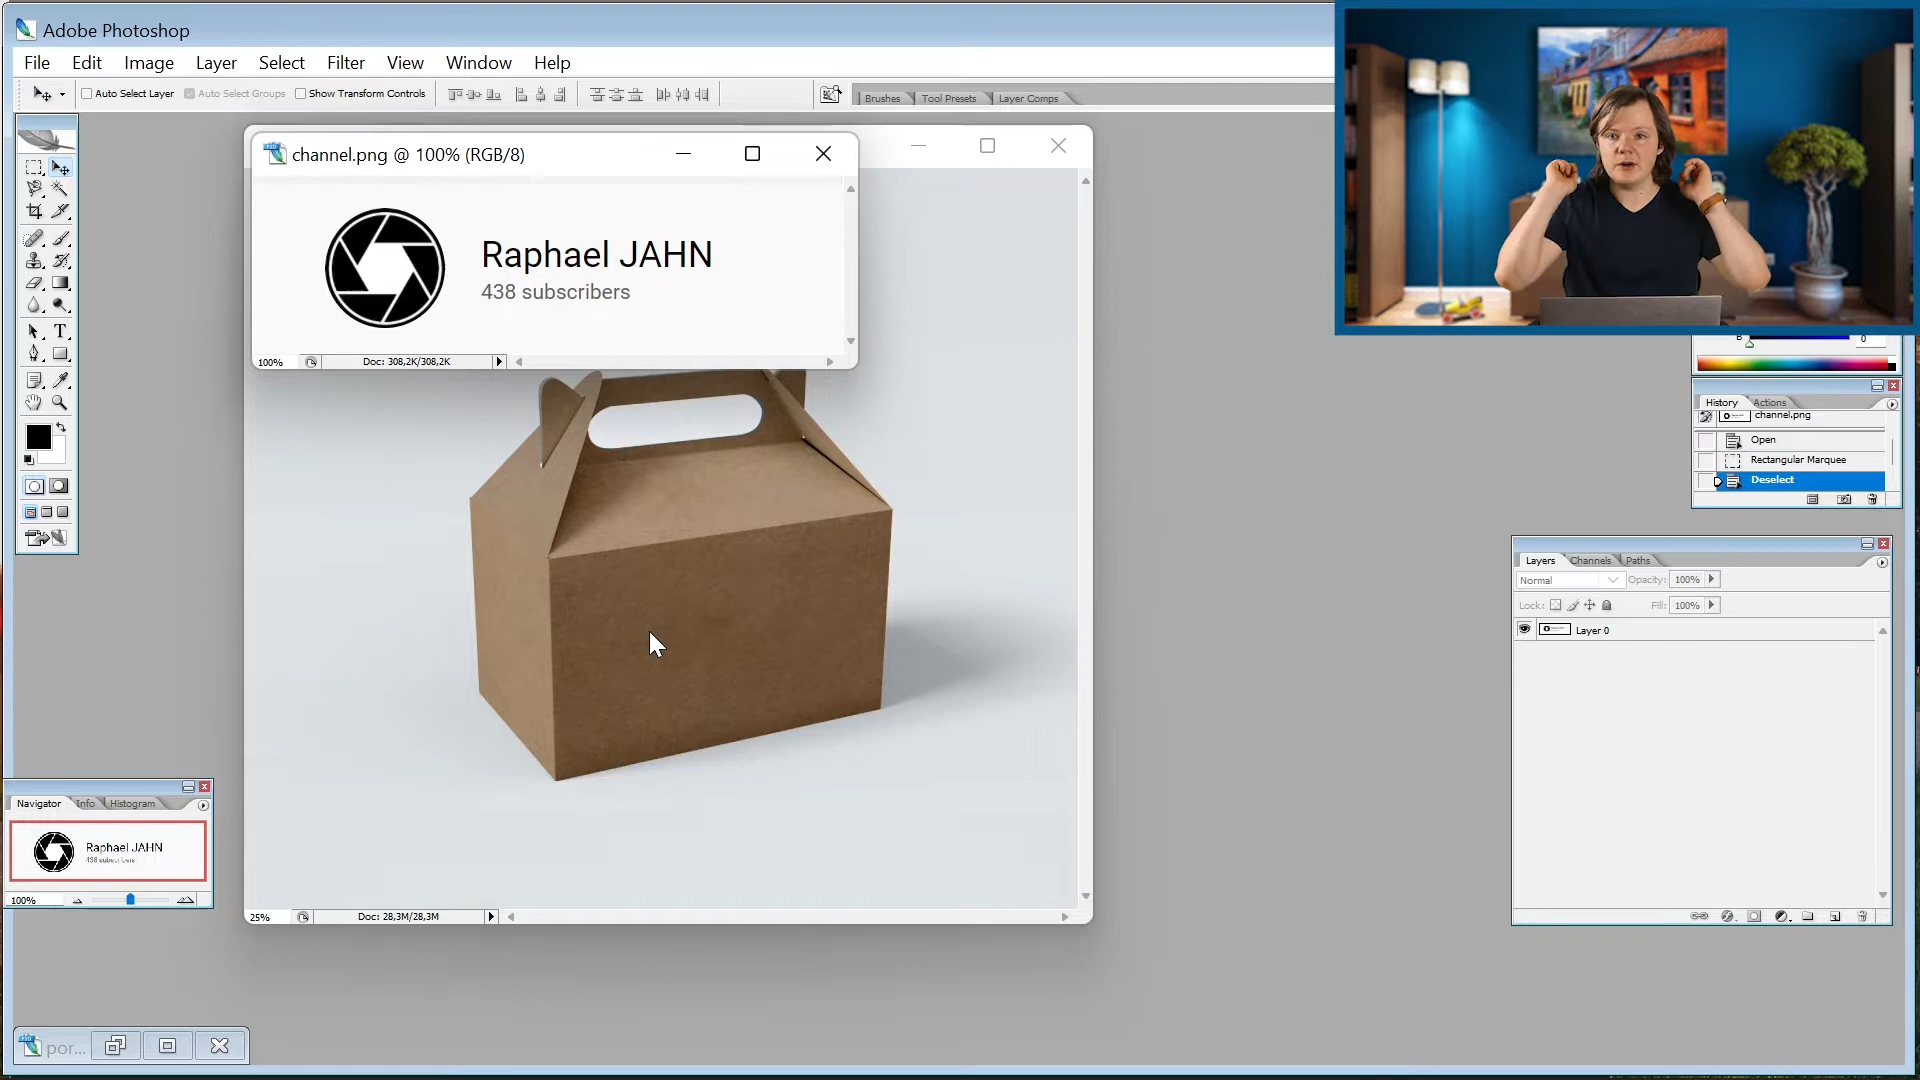 Adobe Photoshop
File Edit Image Layer Select Filter View Window Help
Auto Select Layer Auto Select Groups Show Transform Controls
Brushes Tool Presets Layer Comps
channel.png @ 100% (RGB/8)
Raphael JAHN
438 subscribers
100% Doc: 308,2K/308,2K
B 0
History Actions
channel.png
Open
Rectangular Marquee
Deselect
Layers Channels Paths
Normal Opacity: 100%
Lock: Fill: 100%
Layer 0
Navigator Info Histogram
Raphael JAHN
438 subscribers
100%
25% Doc: 28,3M/28,3M
por...